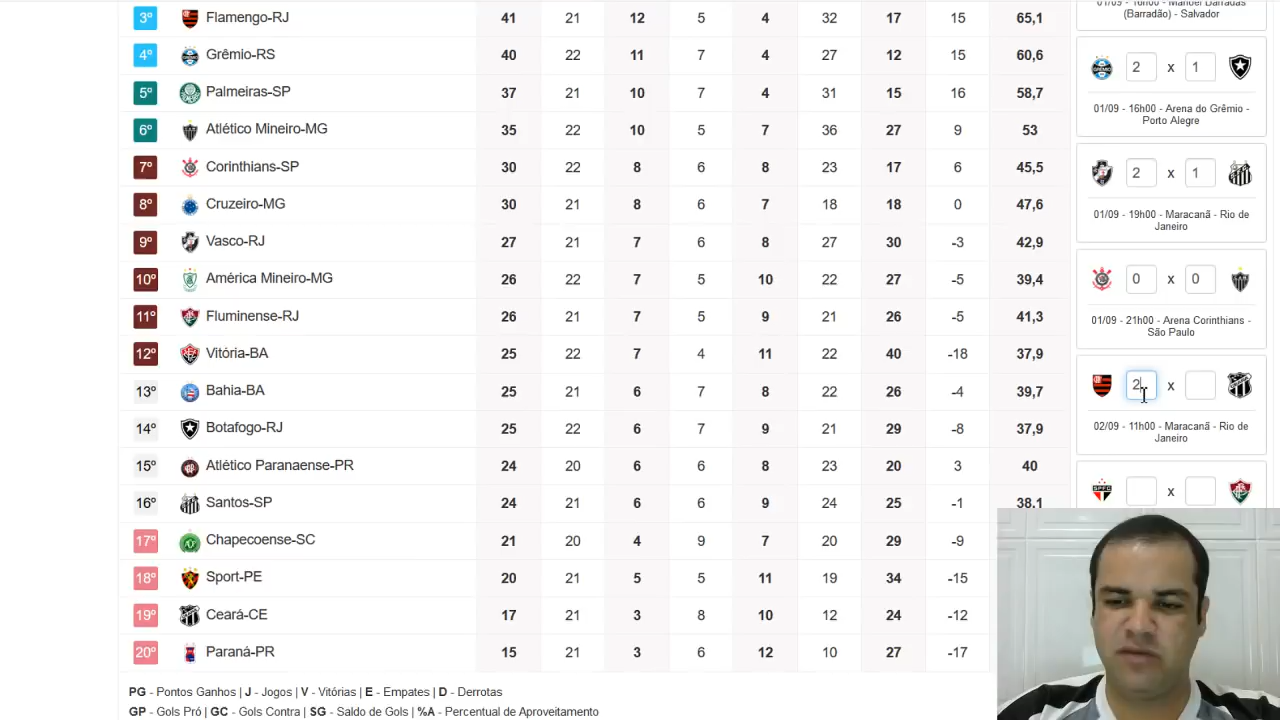 3º Flamengo-RJ 41 21 12 5 4 32 17 15 65,1
4º Grêmio-RS 40 22 11 7 4 27 12 15 60,6
5º Palmeiras-SP 37 21 10 7 4 31 15 16 58,7
6º Atlético Mineiro-MG 35 22 10 5 7 36 27 9 53
7º Corinthians-SP 30 22 8 6 8 23 17 6 45,5
8º Cruzeiro-MG 30 21 8 6 7 18 18 0 47,6
9º Vasco-RJ 27 21 7 6 8 27 30 -3 42,9
10º América Mineiro-MG 26 22 7 5 10 22 27 -5 39,4
11º Fluminense-RJ 26 21 7 5 9 21 26 -5 41,3
12º Vitória-BA 25 22 7 4 11 22 40 -18 37,9
13º Bahia-BA 25 21 6 7 8 22 26 -4 39,7
14º Botafogo-RJ 25 22 6 7 9 21 29 -8 37,9
15º Atlético Paranaense-PR 24 20 6 6 8 23 20 3 40
16º Santos-SP 24 21 6 6 9 24 25 -1 38,1
17º Chapecoense-SC 21 20 4 9 7 20 29 -9
18º Sport-PE 20 21 5 5 11 19 34 -15
19º Ceará-CE 17 21 3 8 10 12 24 -12
20º Paraná-PR 15 21 3 6 12 10 27 -17
PG - Pontos Ganhos | J - Jogos | V - Vitórias | E - Empates | D - Derrotas
GP - Gols Pró | GC - Gols Contra | SG - Saldo de Gols | %A - Percentual de Aproveitamento
01/09 - 16h00 - Manoel Barradas
(Barradão) - Salvador
2 x 1
01/09 - 16h00 - Arena do Grêmio -
Porto Alegre
2 x 1
01/09 - 19h00 - Maracanã - Rio de
Janeiro
0 x 0
01/09 - 21h00 - Arena Corinthians -
São Paulo
2 x
02/09 - 11h00 - Maracanã - Rio de
Janeiro
SPFC x